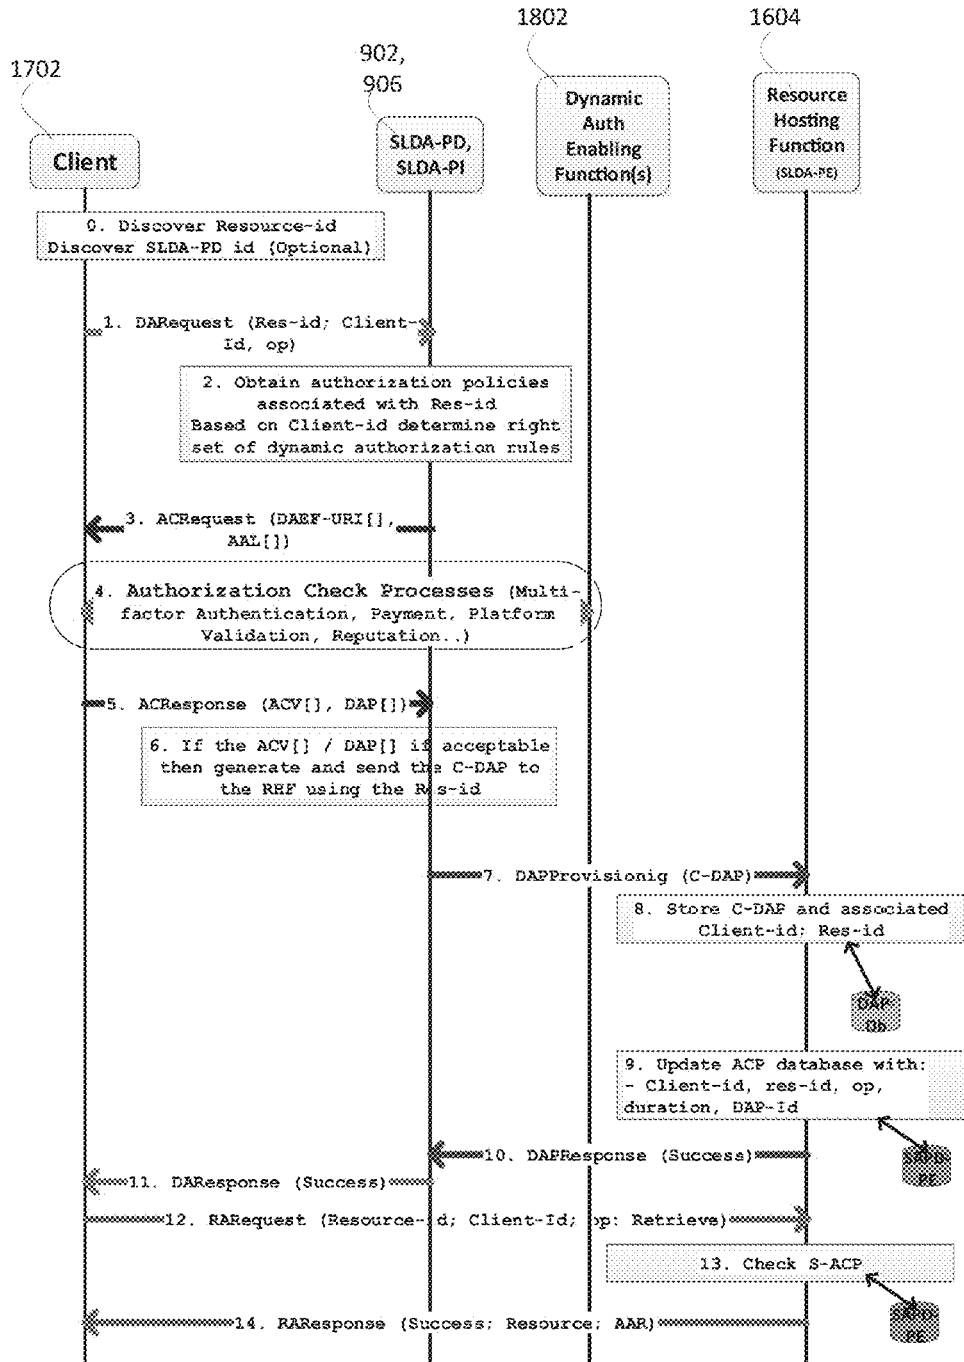 1802
1604
902,
906
1702
Dynamic
Auth
Enabling
Function(s)
Resource
Hosting
Function
(SLDA-PE)
SLDA-PD,
SLDA-PI
Client
0. Discover Resource-id
Discover SLDA-PD id (Optional)
1. DARequest (Res-id; Client-
Id, op)
2. Obtain authorization policies
associated with Res-id
Based on Client-id determine right
set of dynamic authorization rules
3. ACRequest (DAEF-URI[],
AAL[])
4. Authorization Check Processes (Multi-
factor Authentication, Payment, Platform
Validation, Reputation..)
5. ACResponse (ACV[], DAP[])
6. If the ACV[] / DAP[] if acceptable
then generate and send the C-DAP to
the RHF using the Res-id
7. DAPProvisionig (C-DAP)
8. Store C-DAP and associated
Client-id; Res-id
DAP
Db
9. Update ACP database with:
- Client-id, res-id, op,
duration, DAP-Id
10. DAPResponse (Success)
PE
11. DAResponse (Success)
12. RARequest (Resource-id; Client-Id; op: Retrieve)
13. Check S-ACP
14. RAResponse (Success; Resource; AAR)
PE